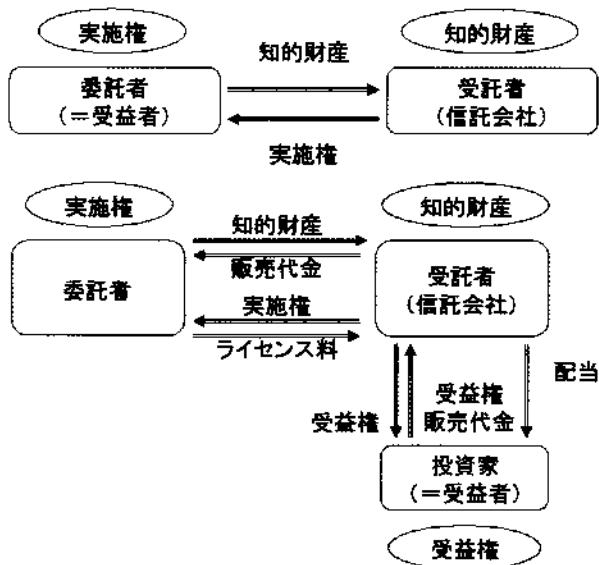 実施権
知的財産
委託者
(=受益者)
知的財産
受託者
(信託会社)
実施権
実施権
知的財産
委託者
知的財産
販売代金
実施権
ライセンス料
受託者
(信託会社)
受益権
受益権
販売代金
配当
投資家
(=受益者)
受益権